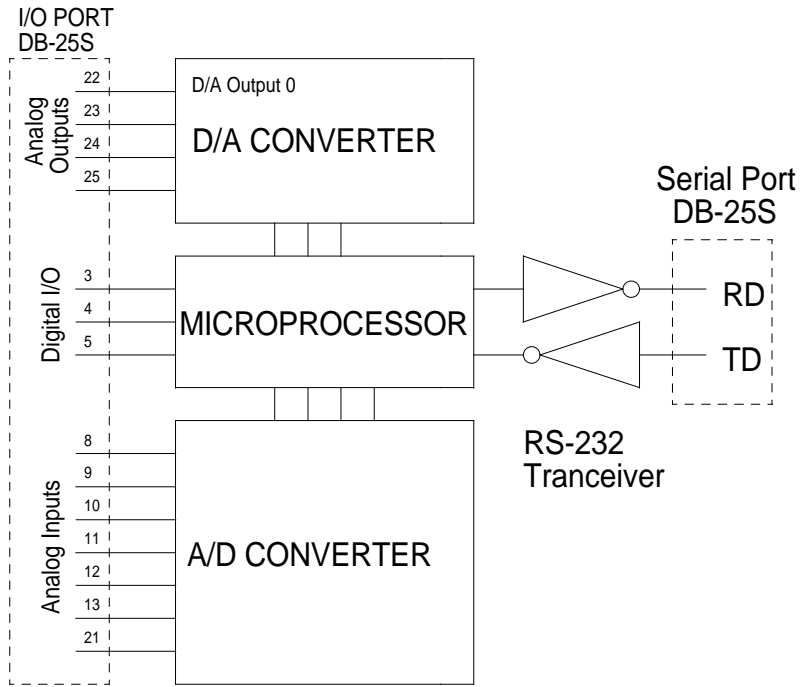 I/O PORT
DB-25S
22
23
24
25
Analog
Outputs
D/A Output 0
D/A CONVERTER
3
4
5
Digital I/O
MICROPROCESSOR
Serial Port
DB-25S
RD
TD
RS-232
Tranceiver
8
9
10
11
12
13
21
Analog Inputs
A/D CONVERTER